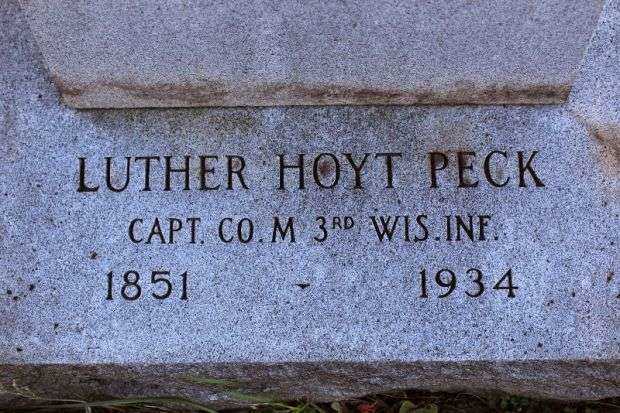 LUTHER HOYT PECK
CAPT. CO. M 3RD WIS. INF.
1851 - 1934